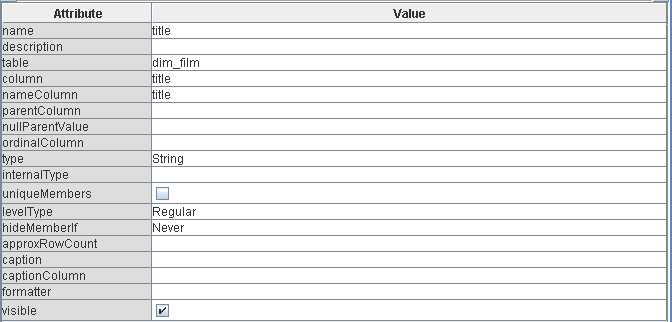 Attribute Value
name title
description
table dim_film
column title
nameColumn title
parentColumn
nullParentValue
ordinalColumn
type String
internalType
uniqueMembers
levelType Regular
hideMemberIf Never
approxRowCount
caption
captionColumn
formatter
visible